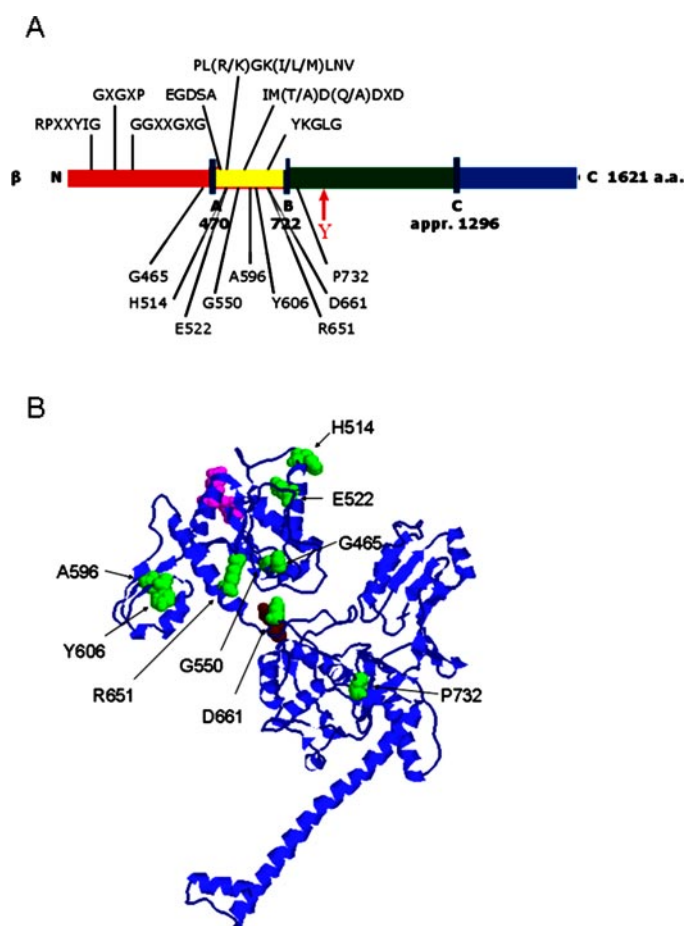 A
PL(R/K)GK(I/L/M)LNV
GXGXP EGDSA IM(T/A)D(Q/A)DXD
RPXXYIG GGXXGXG YKGLG
β N C 1621 a.a.
A B Y C
470 722 appr. 1296
G465 A596 P732
H514 G550 Y606 D661
E522 R651
B
H514
E522
G465
A596
Y606
G550
R651 P732
D661